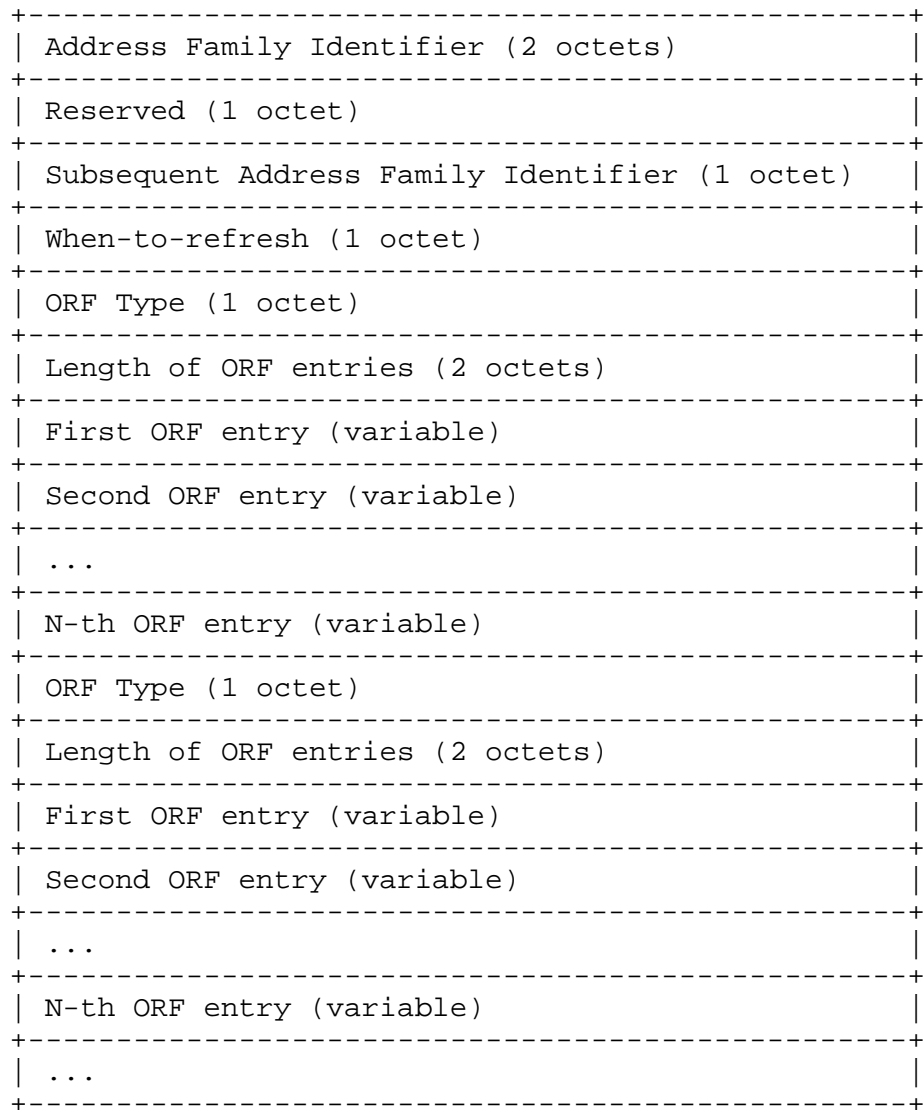 +--------------------------------------------------+
| Address Family Identifier (2 octets)             |
+--------------------------------------------------+
| Reserved (1 octet)                               |
+--------------------------------------------------+
| Subsequent Address Family Identifier (1 octet)   |
+--------------------------------------------------+
| When-to-refresh (1 octet)                        |
+--------------------------------------------------+
| ORF Type (1 octet)                               |
+--------------------------------------------------+
| Length of ORF entries (2 octets)                 |
+--------------------------------------------------+
| First ORF entry (variable)                       |
+--------------------------------------------------+
| Second ORF entry (variable)                      |
+--------------------------------------------------+
| ...                                              |
+--------------------------------------------------+
| N-th ORF entry (variable)                        |
+--------------------------------------------------+
| ORF Type (1 octet)                               |
+--------------------------------------------------+
| Length of ORF entries (2 octets)                 |
+--------------------------------------------------+
| First ORF entry (variable)                       |
+--------------------------------------------------+
| Second ORF entry (variable)                      |
+--------------------------------------------------+
| ...                                              |
+--------------------------------------------------+
| N-th ORF entry (variable)                        |
+--------------------------------------------------+
| ...                                              |
+--------------------------------------------------+